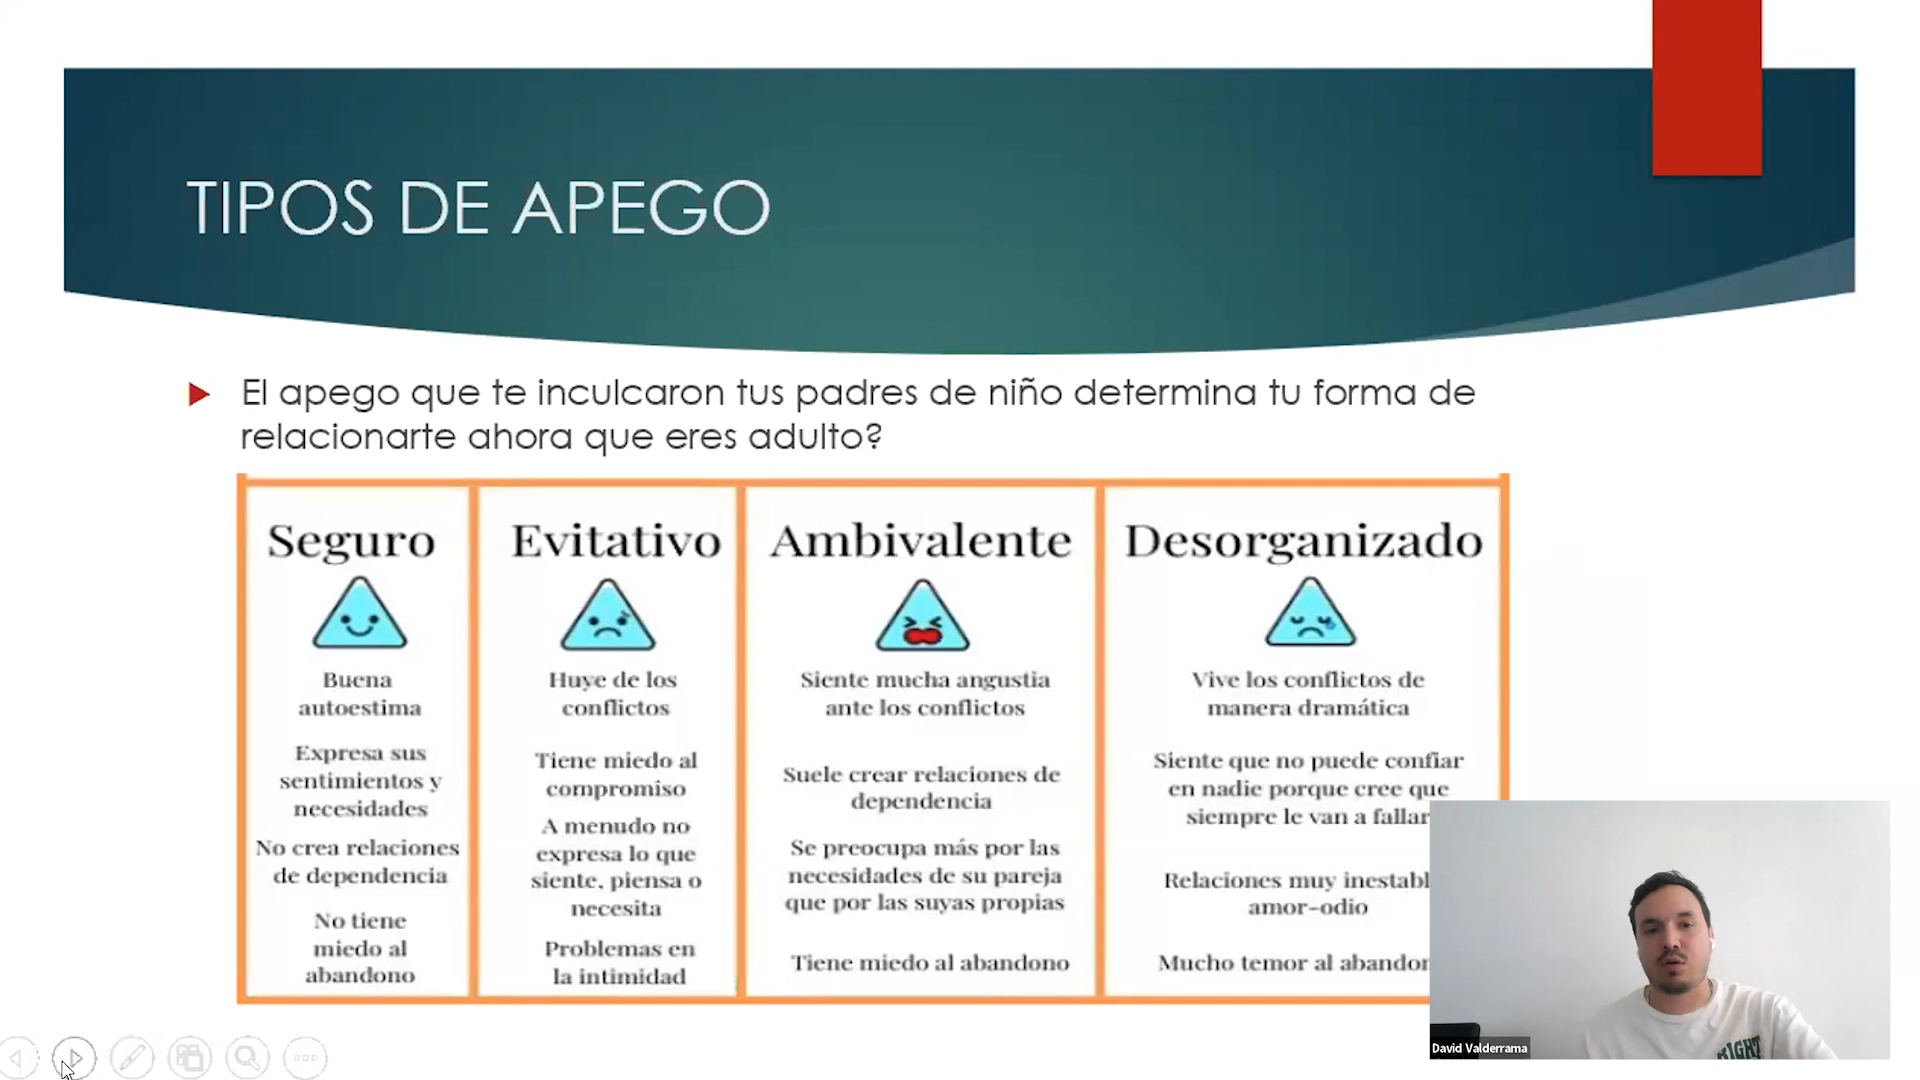 TIPOS DE APEGO
El apego que te inculcaron tus padres de niño determina tu forma de
relacionarte ahora que eres adulto?
Seguro
Buena
autoestima
Expresa sus
sentimientos y
necesidades
No crea relaciones
de dependencia
No tiene
miedo al
abandono
Evitativo
Huye de los
conflictos
Tiene miedo al
compromiso
A menudo no
expresa lo que
siente, piensa o
necesita
Problemas en
la intimidad
Ambivalente
Siente mucha angustia
ante los conflictos
Suele crear relaciones de
dependencia
Se preocupa más por las
necesidades de su pareja
que por las suyas propias
Tiene miedo al abandono
Desorganizado
Vive los conflictos de
manera dramática
Siente que no puede confiar
en nadie porque cree que
siempre le van a fallar
Relaciones muy
amor-odio
Mucho temor al
David Valderrama